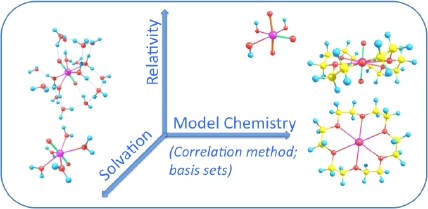 Relativity
Model Chemistry
(Correlation method;
basis sets)
Solvation